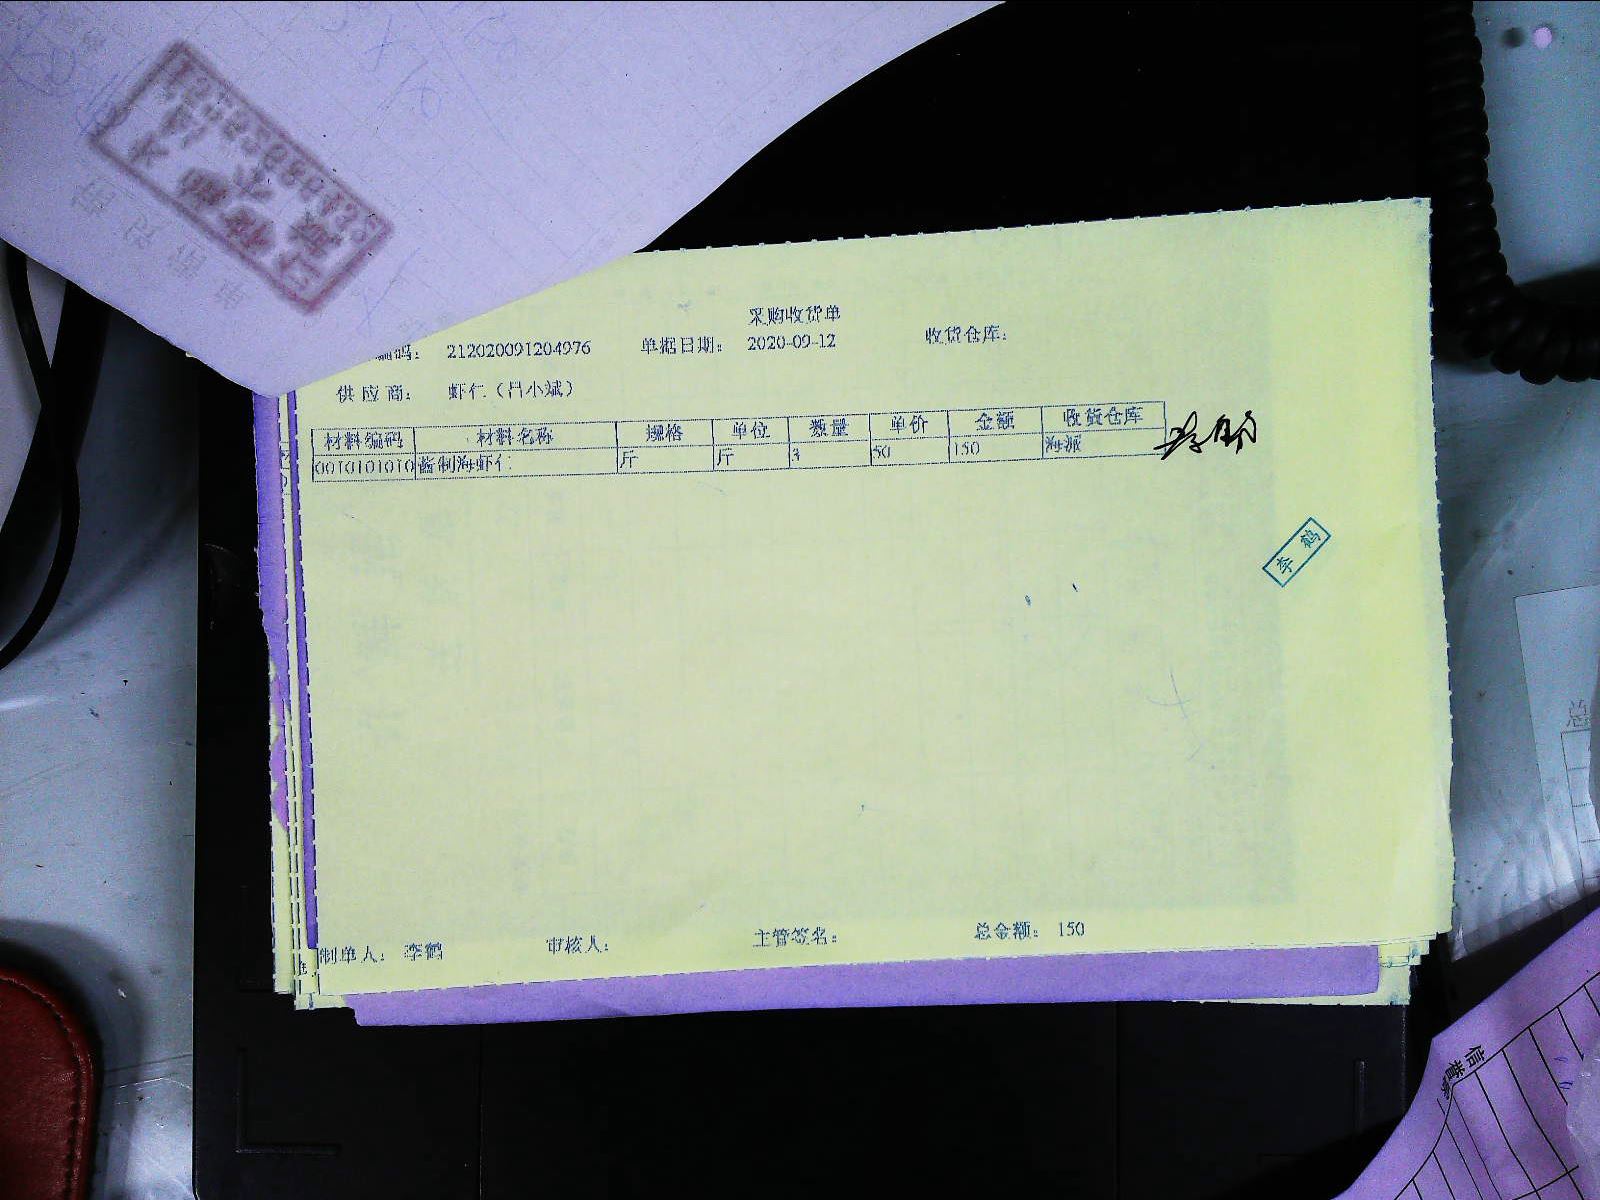 采购收货单
编码： 212020091204976 单据日期： 2020-09-12 收货仓库：
供应商： 虾仁（吕小斌）
材料编码 材料名称 规格 单位 数量 单价 金额 收货仓库
0010101010 酱制海虾仁 斤 斤 3 50 150 海派
李鹤
制单人： 李鹤 审核人： 主管签名： 总金额： 150